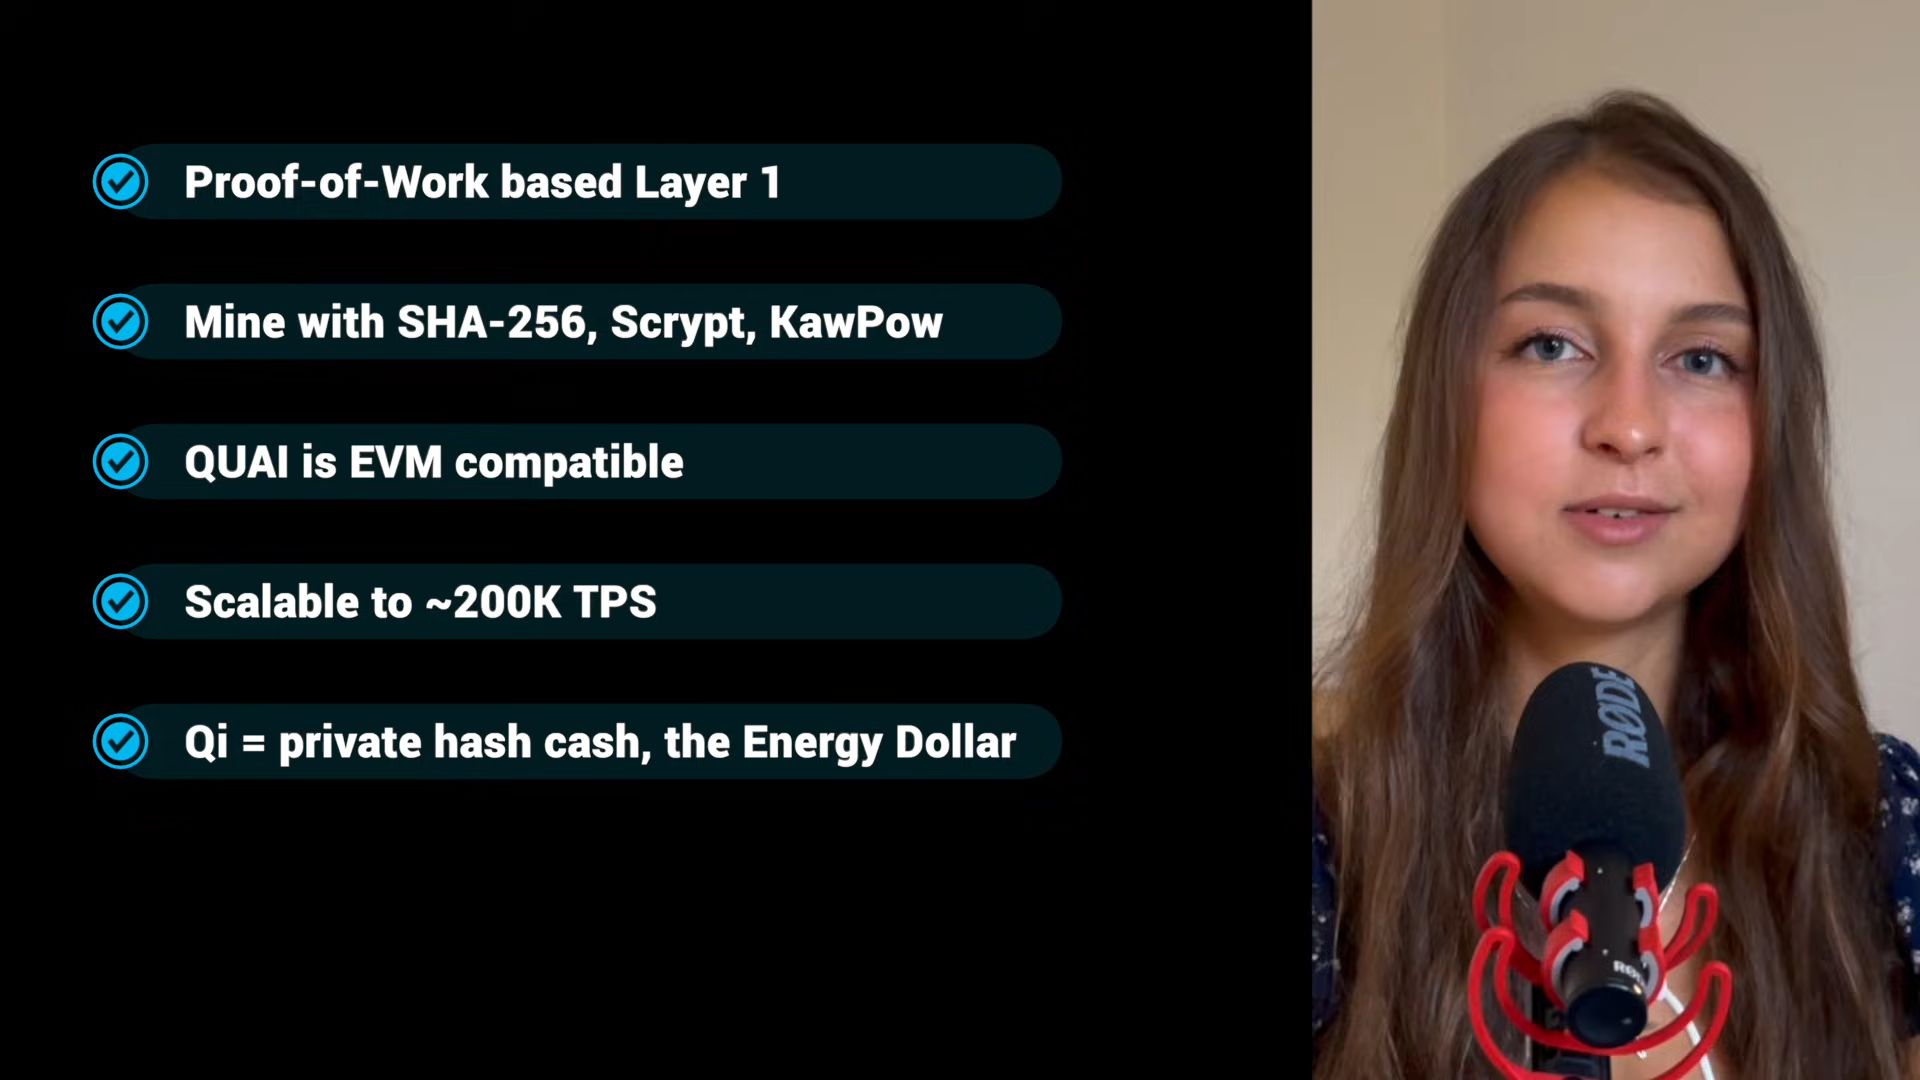 Proof-of-Work based Layer 1
Mine with SHA-256, Scrypt, KawPow
QUAI is EVM compatible
Scalable to ~200K TPS
Qi = private hash cash, the Energy Dollar
RØDE